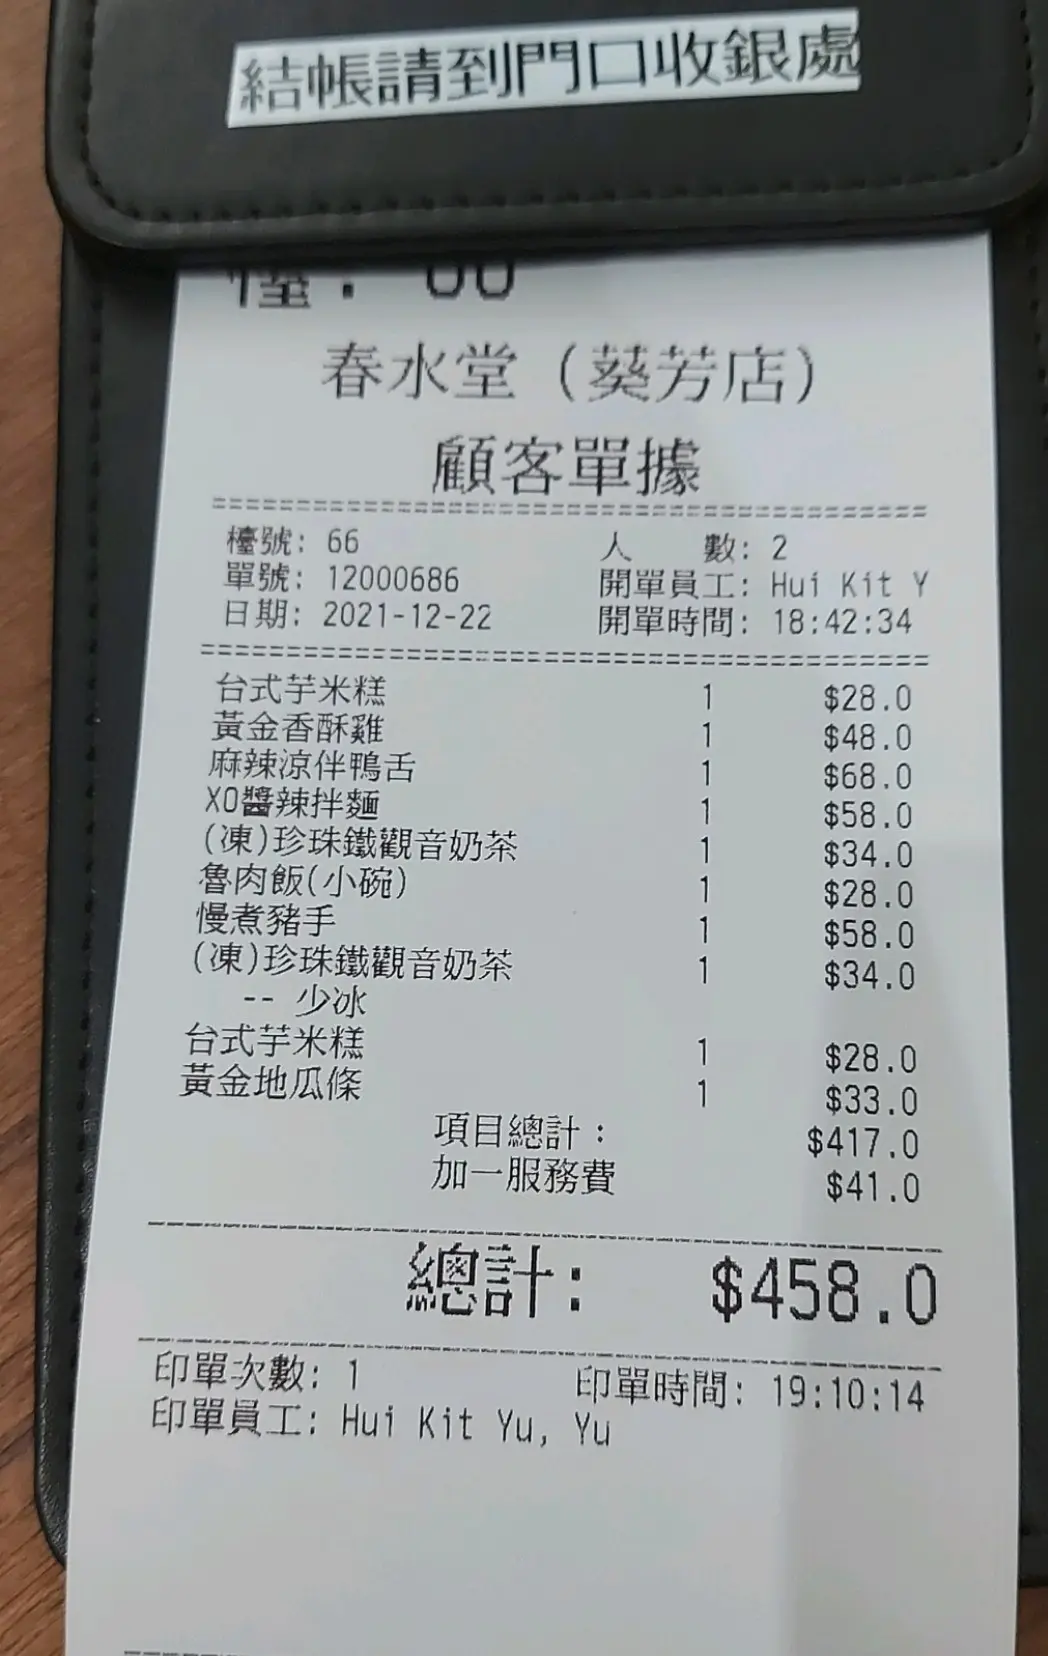 結帳請到門口收銀處
檯: 66
春水堂（葵芳店）
顧客單據
檯號: 66 人 數: 2
單號: 12000686 開單員工: Hui Kit Y
日期: 2021-12-22 開單時間: 18:42:34
台式芋米糕 1 $28.0
黃金香酥雞 1 $48.0
麻辣涼伴鴨舌 1 $68.0
XO醬辣拌麵 1 $58.0
(凍)珍珠鐵觀音奶茶 1 $34.0
魯肉飯(小碗) 1 $28.0
慢煮豬手 1 $58.0
(凍)珍珠鐵觀音奶茶 1 $34.0
-- 少冰
台式芋米糕 1 $28.0
黃金地瓜條 1 $33.0
項目總計： $417.0
加一服務費 $41.0
總計: $458.0
印單次數: 1 印單時間: 19:10:14
印單員工: Hui Kit Yu, Yu